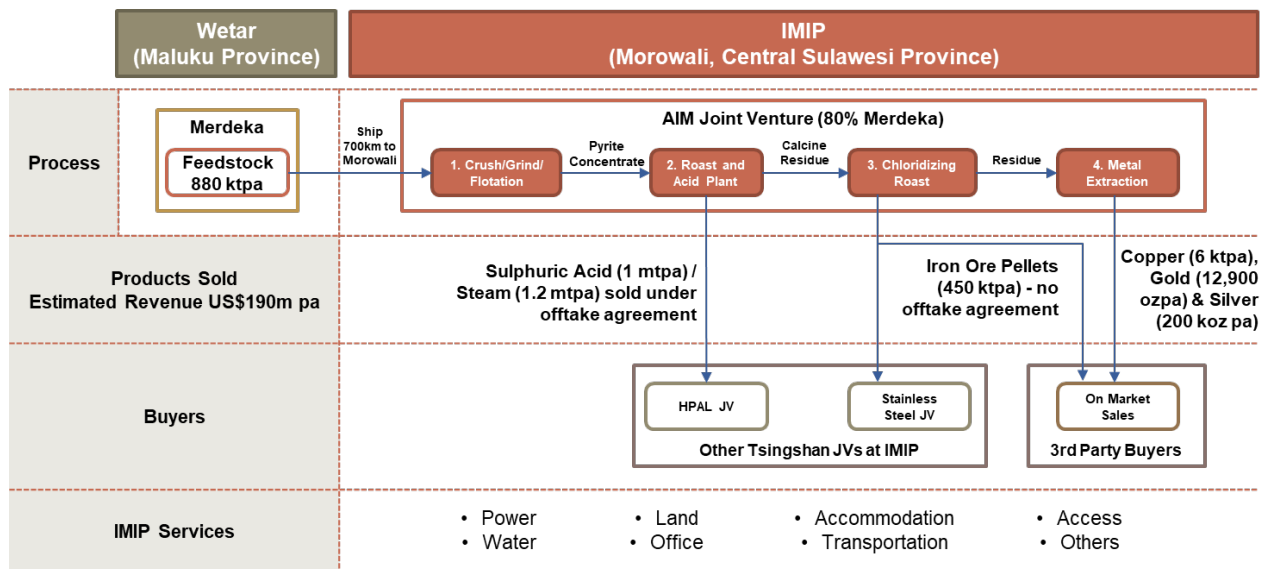 Wetar
(Maluku Province)
IMIP
(Morowali, Central Sulawesi Province)
Process
Merdeka
Feedstock
880 ktpa
Ship
700km to
Morowali
AIM Joint Venture (80% Merdeka)
1. Crush/Grind/
Flotation
Pyrite
Concentrate
2. Roast and
Acid Plant
Calcine
Residue
3. Chloridizing
Roast
Residue
4. Metal
Extraction
Products Sold
Estimated Revenue US$190m pa
Sulphuric Acid (1 mtpa) /
Steam (1.2 mtpa) sold under
offtake agreement
Iron Ore Pellets
(450 ktpa) - no
offtake agreement
Copper (6 ktpa),
Gold (12,900
ozpa) & Silver
(200 koz pa)
Buyers
HPAL JV
Stainless
Steel JV
Other Tsingshan JVs at IMIP
On Market
Sales
3rd Party Buyers
IMIP Services
• Power
• Water
• Land
• Office
• Accommodation
• Transportation
• Access
• Others